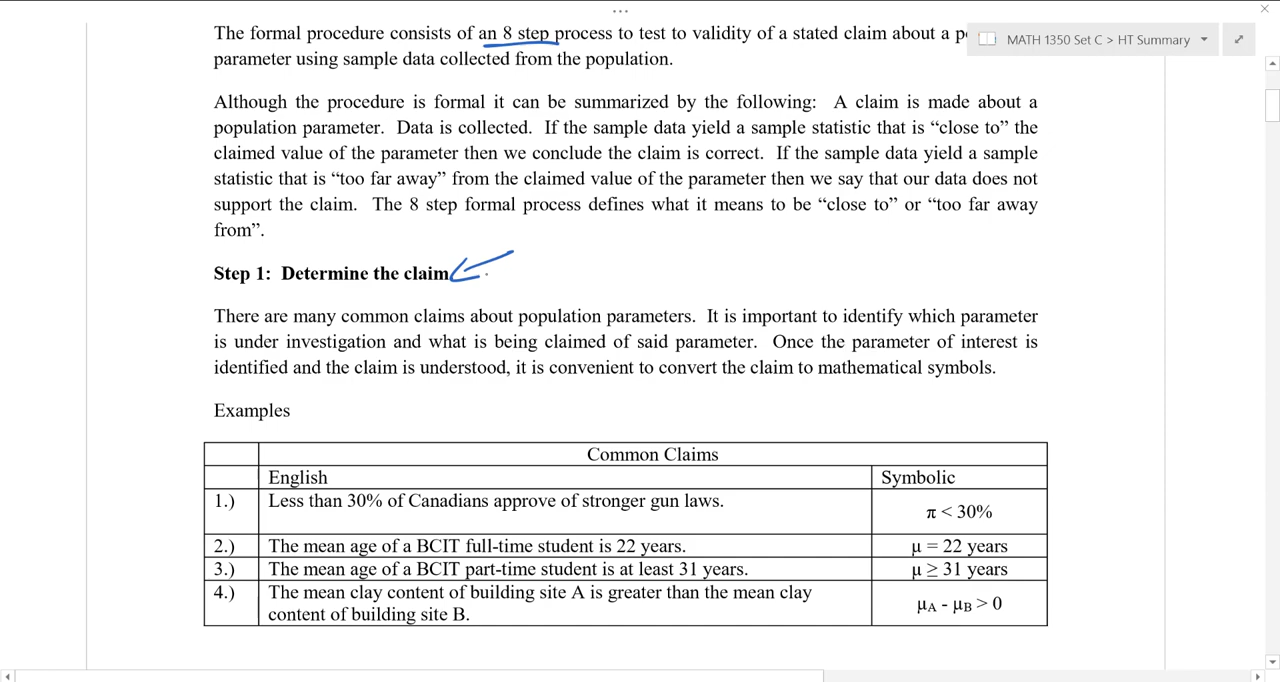 The formal procedure consists of an 8 step process to test to validity of a stated claim about a
MATH 1350 Set C > HT Summary
parameter using sample data collected from the population.
Although the procedure is formal it can be summarized by the following: A claim is made about a
population parameter. Data is collected. If the sample data yield a sample statistic that is “close to” the
claimed value of the parameter then we conclude the claim is correct. If the sample data yield a sample
statistic that is “too far away” from the claimed value of the parameter then we say that our data does not
support the claim. The 8 step formal process defines what it means to be “close to” or “too far away
from”.
Step 1: Determine the claim
There are many common claims about population parameters. It is important to identify which parameter
is under investigation and what is being claimed of said parameter. Once the parameter of interest is
identified and the claim is understood, it is convenient to convert the claim to mathematical symbols.
Examples
Common Claims
English Symbolic
1.) Less than 30% of Canadians approve of stronger gun laws. π < 30%
2.) The mean age of a BCIT full-time student is 22 years. μ = 22 years
3.) The mean age of a BCIT part-time student is at least 31 years. μ ≥ 31 years
4.) The mean clay content of building site A is greater than the mean clay
content of building site B. μA - μB > 0